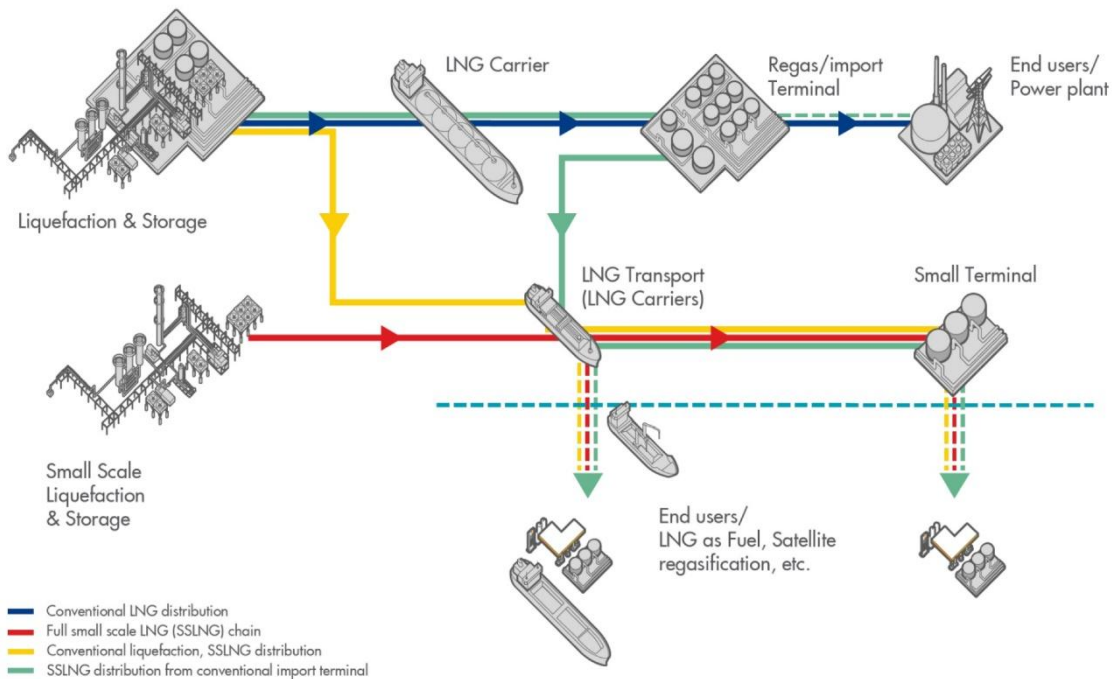 LNG Carrier
Regas/import
Terminal
End users/
Power plant
Liquefaction & Storage
LNG Transport
(LNG Carriers)
Small Terminal
Small Scale
Liquefaction
& Storage
End users/
LNG as Fuel, Satellite
regasification, etc.
Conventional LNG distribution
Full small scale LNG (SSLNG) chain
Conventional liquefaction, SSLNG distribution
SSLNG distribution from conventional import terminal